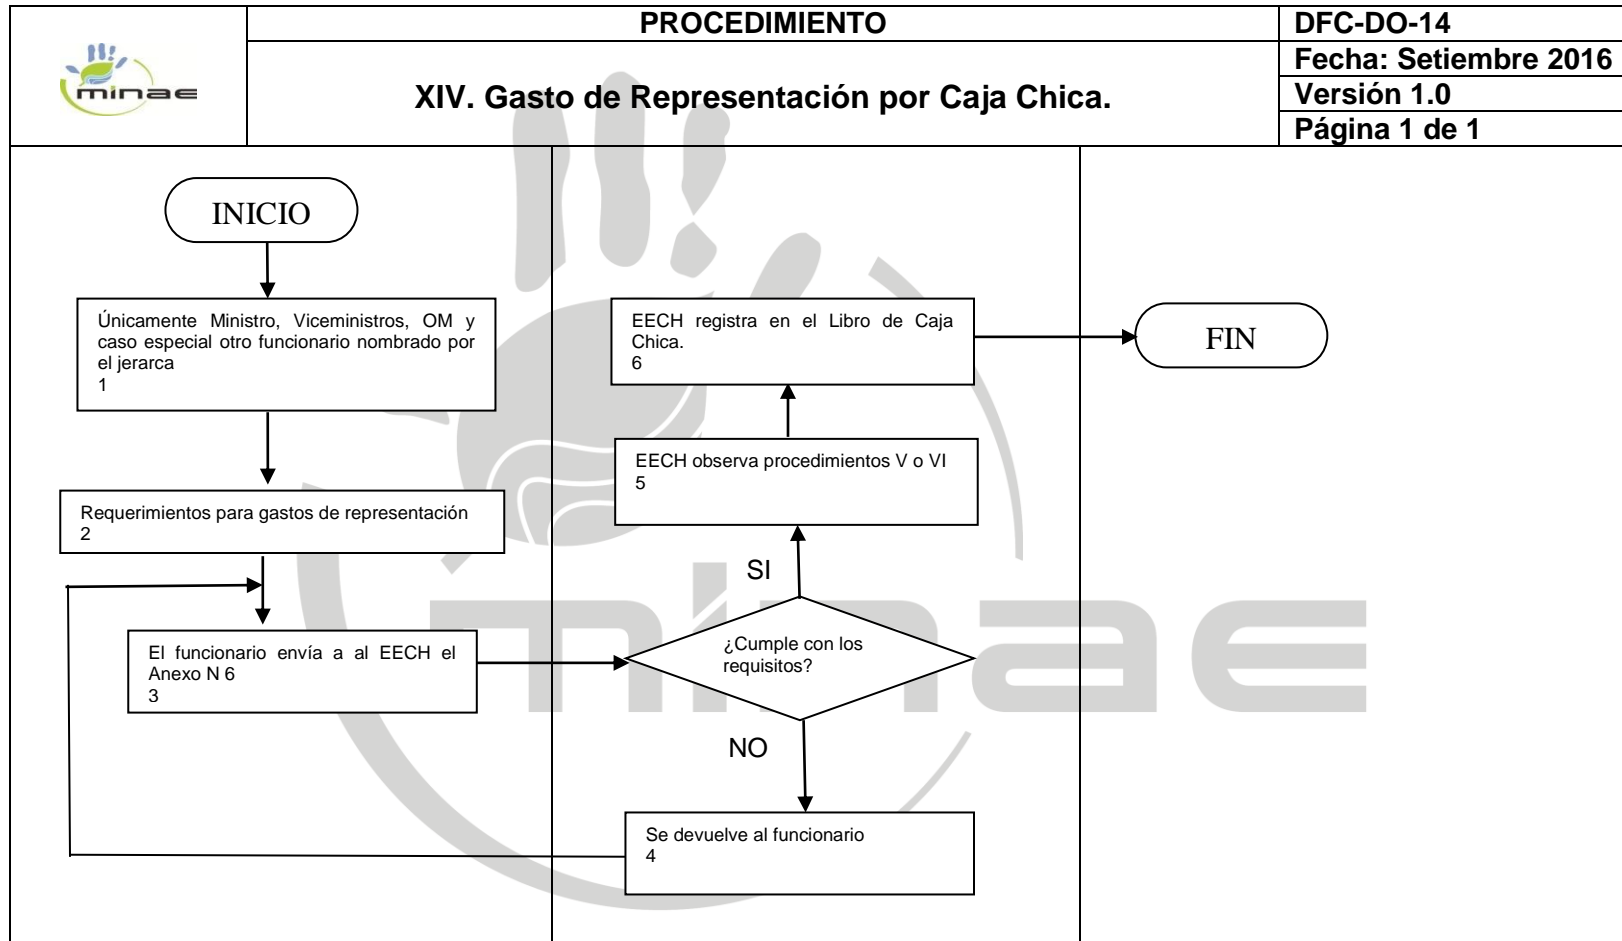 minae
PROCEDIMIENTO
XIV. Gasto de Representación por Caja Chica.
DFC-DO-14
Fecha: Setiembre 2016
Versión 1.0
Página 1 de 1
INICIO
Únicamente Ministro, Viceministros, OM y
caso especial otro funcionario nombrado por
el jerarca
1
Requerimientos para gastos de representación
2
El funcionario envía a al EECH el
Anexo N 6
3
¿Cumple con los
requisitos?
NO
Se devuelve al funcionario
4
SI
EECH observa procedimientos V o VI
5
EECH registra en el Libro de Caja
Chica.
6
FIN
minae